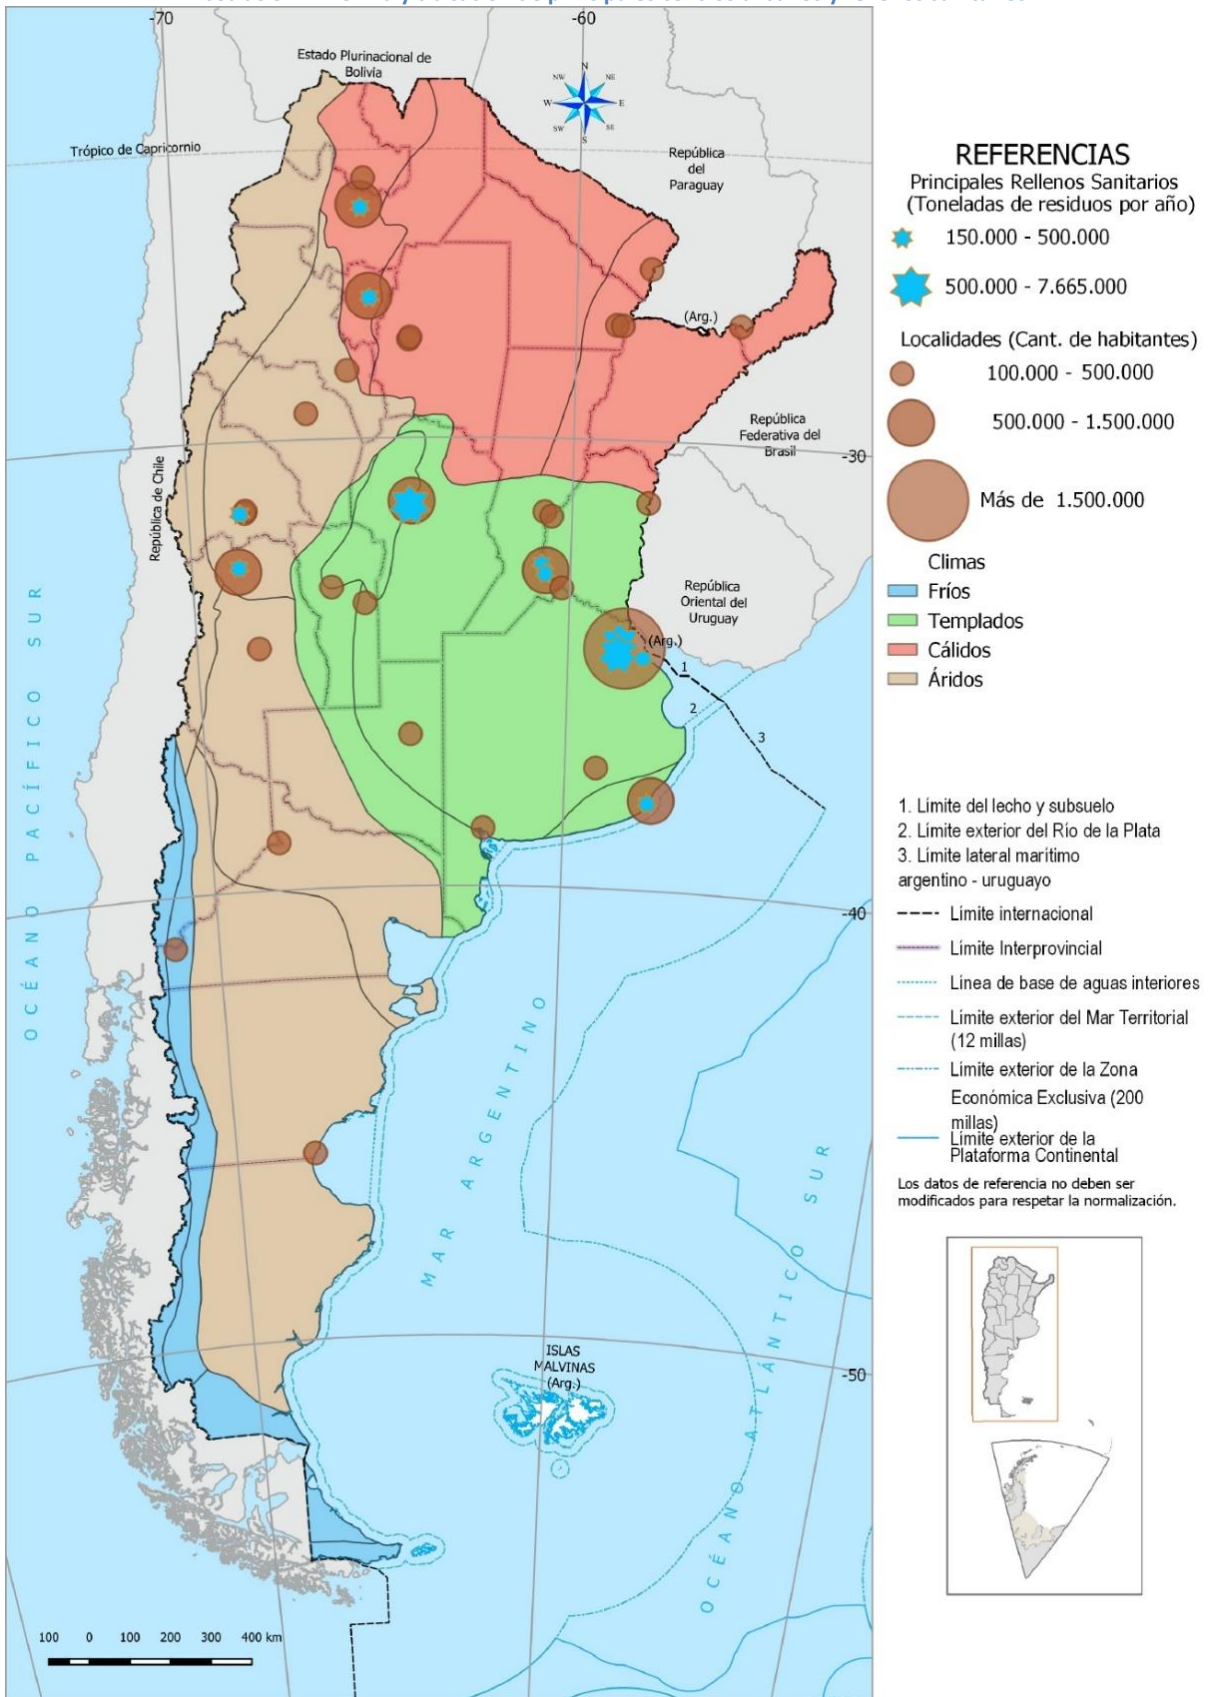 -70
-60
Estado Plurinacional de
Bolivia
N
NW
NE
W
E
SW
SE
S
Trópico de Capricornio
República
del
Paraguay
(Arg.)
República
Federativa del
Brasil
-30
República de Chile
República
Oriental del
Uruguay
(Arg.)
1
2
3
OCÉANO PACÍFICO SUR
-40
MAR ARGENTINO
OCÉANO ATLÁNTICO SUR
ISLAS
MALVINAS
(Arg.)
-50
100 0 100 200 300 400 km
REFERENCIAS
Principales Rellenos Sanitarios
(Toneladas de residuos por año)
150.000 - 500.000
500.000 - 7.665.000
Localidades (Cant. de habitantes)
100.000 - 500.000
500.000 - 1.500.000
Más de 1.500.000
Climas
Fríos
Templados
Cálidos
Áridos
1. Límite del lecho y subsuelo
2. Límite exterior del Río de la Plata
3. Límite lateral marítimo
argentino - uruguayo
Límite internacional
Límite Interprovincial
Línea de base de aguas interiores
Límite exterior del Mar Territorial
(12 millas)
Límite exterior de la Zona
Económica Exclusiva (200
millas)
Límite exterior de la
Plataforma Continental
Los datos de referencia no deben ser
modificados para respetar la normalización.